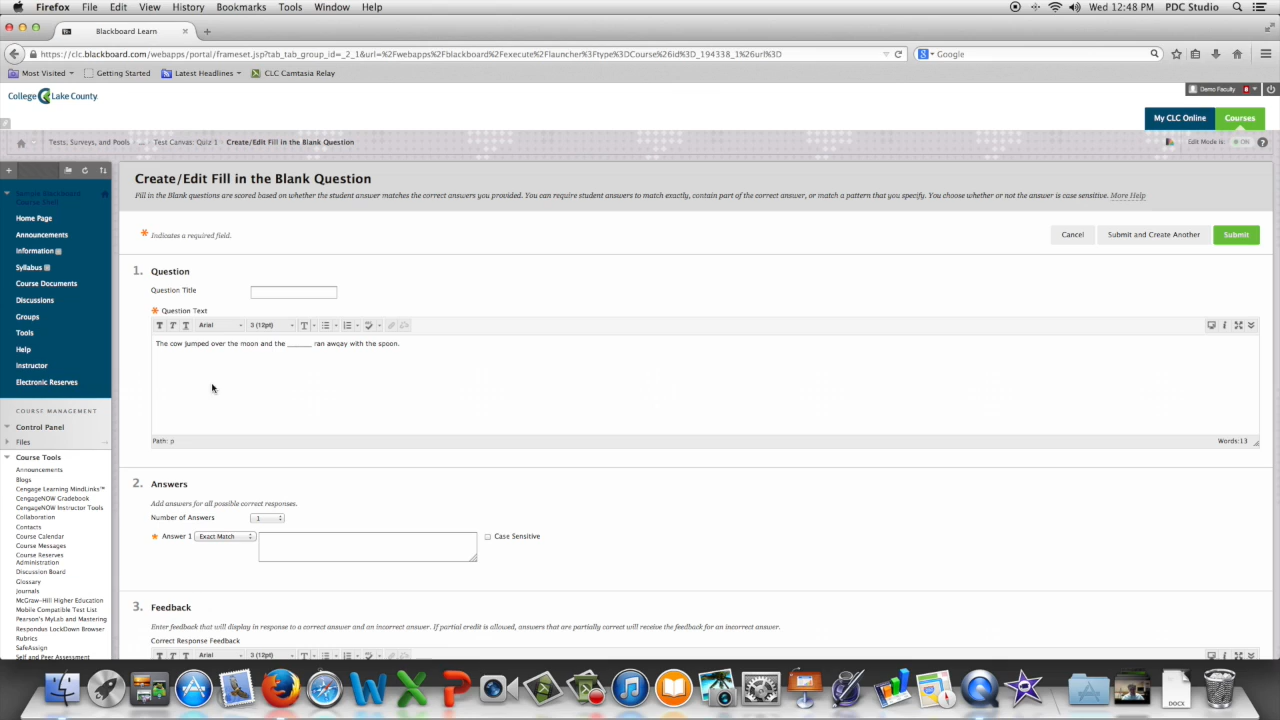 Firefox File Edit View History Bookmarks Tools Window Help Wed 12:48 PM PDC Studio
Blackboard Learn
https://clc.blackboard.com/webapps/portal/frameset.jsp?tab_tab_group_id=_2_1&url=%2Fwebapps%2Fblackboard%2Fexecute%2Flauncher%3Ftype%3DCourse%26id%3D_194338_1%26url%3D Google
Most Visited Getting Started Latest Headlines CLC Camtasia Relay
College Lake County
Demo Faculty
My CLC Online Courses
Tests, Surveys, and Pools Test Canvas: Quiz 1 Create/Edit Fill in the Blank Question Edit Mode is: ON
Create/Edit Fill in the Blank Question
Fill in the Blank questions are scored based on whether the student answer matches the correct answers you provided. You can require student answers to match exactly, contain part of the correct answer, or match a pattern that you specify. You choose whether or not the answer is case sensitive. More Help
* Indicates a required field.
Cancel Submit and Create Another Submit
Sample Blackboard
Course Shell
Home Page
Announcements
Information
Syllabus
Course Documents
Discussions
Groups
Tools
Help
Instructor
Electronic Reserves
COURSE MANAGEMENT
Control Panel
Files
Course Tools
Announcements
Blogs
Cengage Learning MindLinks™
CengageNOW Gradebook
CengageNOW Instructor Tools
Collaboration
Contacts
Course Calendar
Course Messages
Course Reserves
Administration
Discussion Board
Glossary
Journals
McGraw-Hill Higher Education
Mobile Compatible Test List
Pearson's MyLab and Mastering
Respondus LockDown Browser
Rubrics
SafeAssign
Self and Peer Assessment
1. Question
Question Title
* Question Text
T T T Arial 3 (12pt) T
The cow jumped over the moon and the ______ ran awqay with the spoon.
Path: p Words:13
2. Answers
Add answers for all possible correct responses.
Number of Answers 1
* Answer 1 Exact Match Case Sensitive
3. Feedback
Enter feedback that will display in response to a correct answer and an incorrect answer. If partial credit is allowed, answers that are partially correct will receive the feedback for an incorrect answer.
Correct Response Feedback
T T T Arial 3 (12pt) T
DOCX